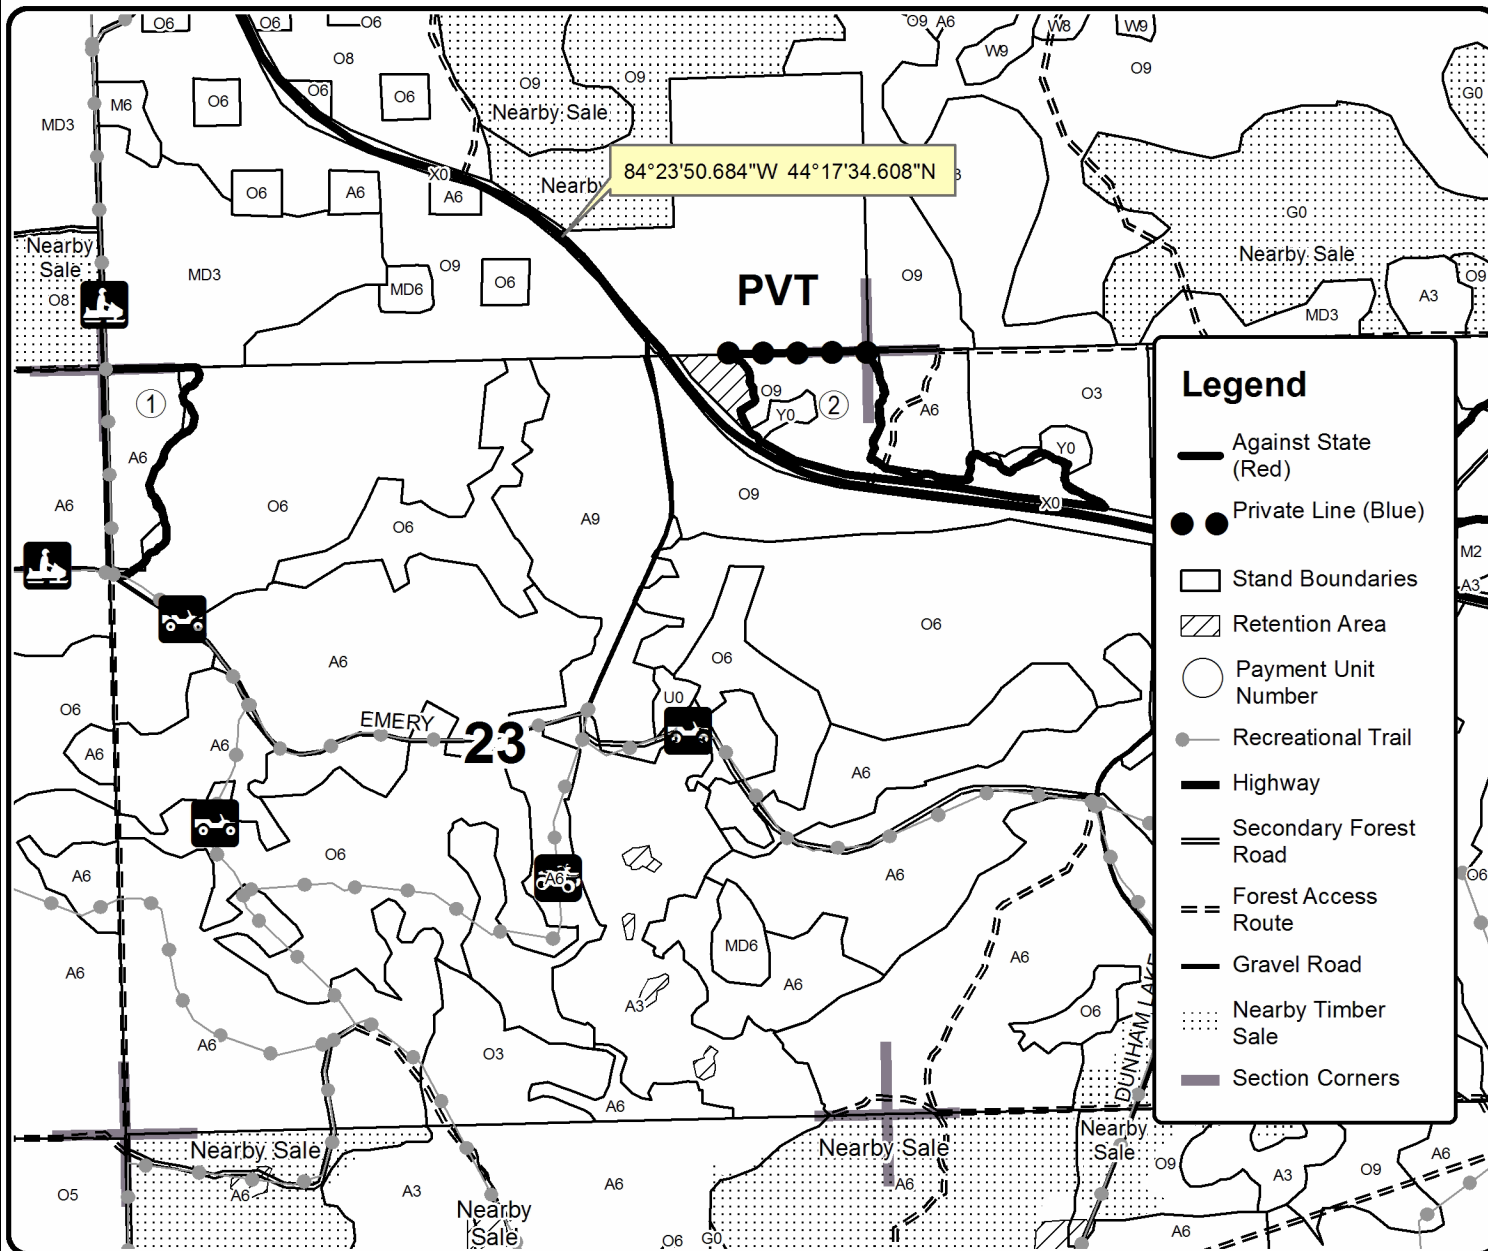 O6
O6
O6
O9
A6
W8
W9
O8
W9
O9
O9
O9
O6
O6
O6
M6
G0
MD3
Nearby Sale
X0
84°23'50.684"W 44°17'34.608"N
Nearby
O6
A6
A6
G0
Nearby
Sale
O8
MD3
O9
MD6
O6
PVT
O9
Nearby Sale
O9
A3
MD3
1
O9
Y0
2
A6
O3
Y0
A6
A6
O6
O6
A9
O9
X0
Legend
Against State
(Red)
Private Line (Blue)
Stand Boundaries
Retention Area
Payment Unit
Number
Recreational Trail
Highway
Secondary Forest
Road
Forest Access
Route
Gravel Road
Nearby Timber
Sale
Section Corners
M2
A3
O6
A6
O6
O6
U0
A6
A6
EMERY
23
A6
O6
A6
A6
A6
O6
A6
MD6
A6
A6
A6
A3
O6
A6
O3
DUNHAM LAKE
A6
Nearby Sale
Nearby Sale
Nearby
Sale
O5
A6
A3
A6
A6
O9
A3
O9
A6
Nearby
Sale
O6
G0
A6